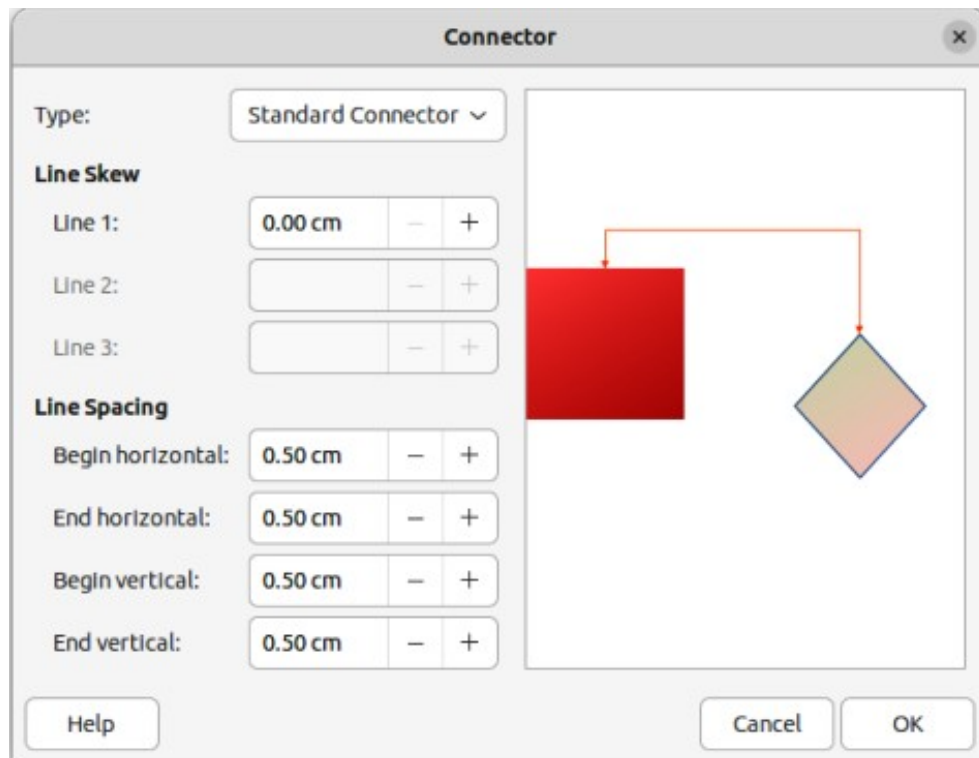 Connector
Type: Standard Connector
Line Skew
Line 1: 0.00 cm
Line 2:
Line 3:
Line Spacing
Begin horizontal: 0.50 cm
End horizontal: 0.50 cm
Begin vertical: 0.50 cm
End vertical: 0.50 cm
Help Cancel OK